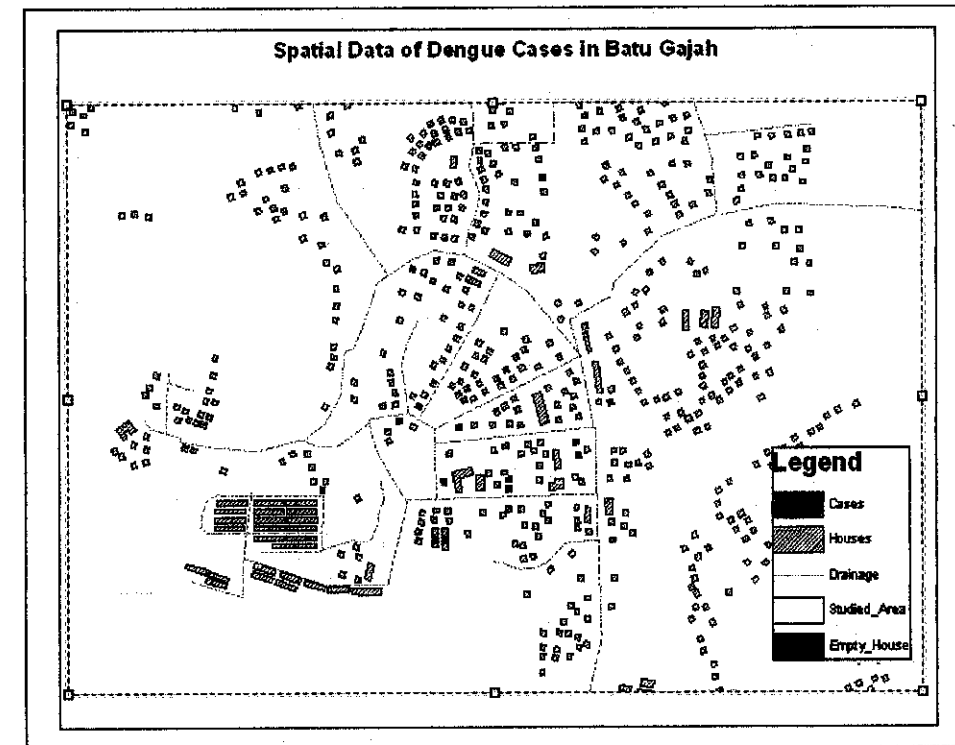 Spatial Data of Dengue Cases in Batu Gajah
Legend
Cases
Houses
Drainage
Studied_Area
Empty_House